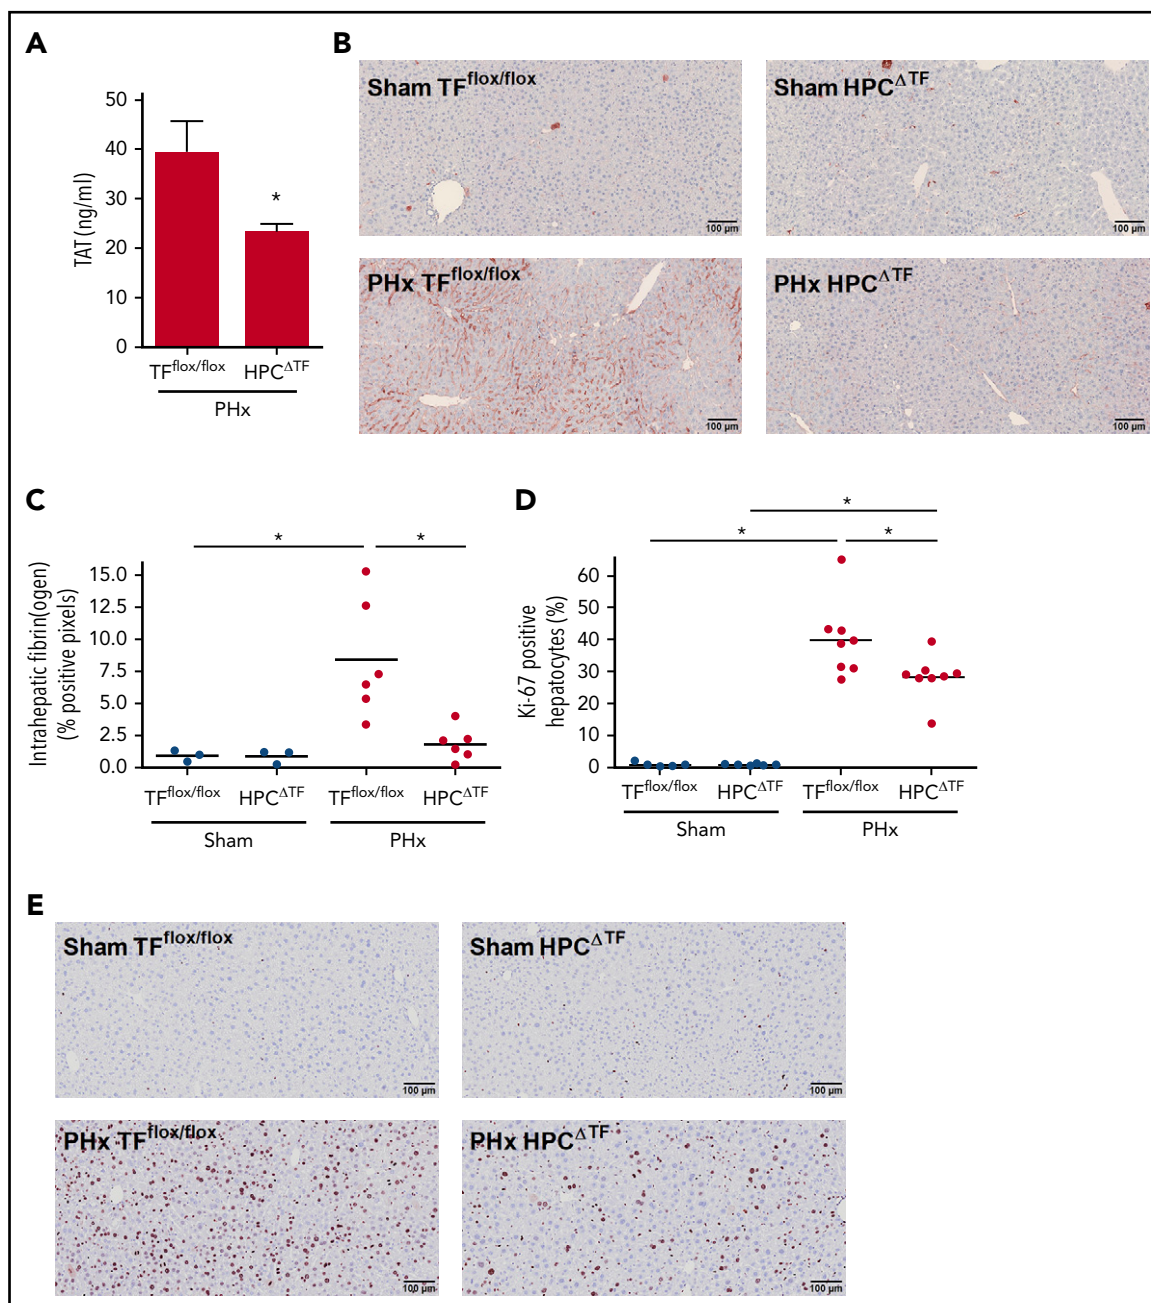 A
TAT (ng/ml)
50
40
30
20
10
0
*
TFflox/flox
HPCΔTF
PHx
B
Sham TFflox/flox
100 µm
Sham HPCΔTF
100 µm
PHx TFflox/flox
100 µm
PHx HPCΔTF
100 µm
C
Intrahepatic fibrin(ogen)
(% positive pixels)
15.0
12.5
10.0
7.5
5.0
2.5
0.0
*
*
TFflox/flox
HPCΔTF
TFflox/flox
HPCΔTF
Sham
PHx
D
Ki-67 positive
hepatocytes (%)
60
50
40
30
20
10
0
*
*
*
TFflox/flox
HPCΔTF
TFflox/flox
HPCΔTF
Sham
PHx
E
Sham TFflox/flox
100 µm
Sham HPCΔTF
100 µm
PHx TFflox/flox
100 µm
PHx HPCΔTF
100 µm